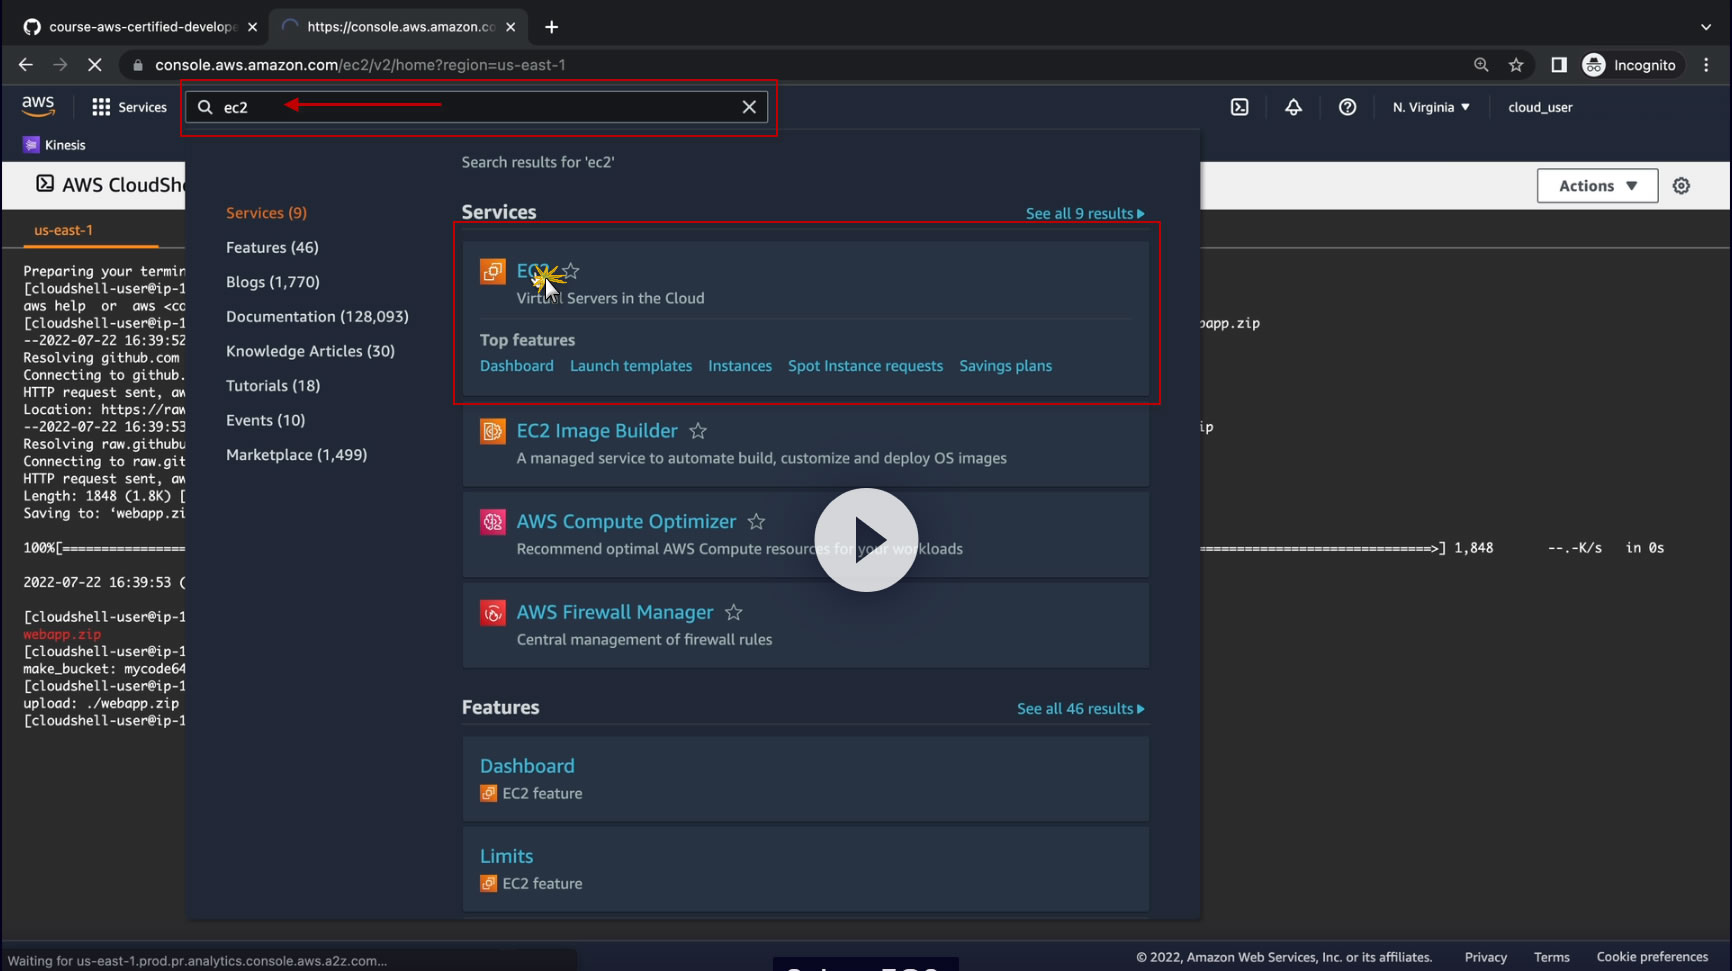 course-aws-certified-develope
https://console.aws.amazon.co
console.aws.amazon.com/ec2/v2/home?region=us-east-1
Incognito
aws
Services
ec2
N. Virginia
cloud_user
Kinesis
AWS CloudShe
Actions
us-east-1
Search results for 'ec2'
Services (9)
Features (46)
Blogs (1,770)
Documentation (128,093)
Knowledge Articles (30)
Tutorials (18)
Events (10)
Marketplace (1,499)
Services
See all 9 results
EC2
Virtual Servers in the Cloud
Top features
Dashboard Launch templates Instances Spot Instance requests Savings plans
EC2 Image Builder
A managed service to automate build, customize and deploy OS images
AWS Compute Optimizer
Recommend optimal AWS Compute resources for your workloads
AWS Firewall Manager
Central management of firewall rules
Features
See all 46 results
Dashboard
EC2 feature
Limits
EC2 feature
Preparing your termin
[cloudshell-user@ip-1
aws help or aws <co
[cloudshell-user@ip-1
--2022-07-22 16:39:52
Resolving github.com
Connecting to github.
HTTP request sent, aw
Location: https://raw
--2022-07-22 16:39:53
Resolving raw.githubu
Connecting to raw.git
HTTP request sent, aw
Length: 1848 (1.8K) [
Saving to: ‘webapp.zi
100%[===============
2022-07-22 16:39:53 (
[cloudshell-user@ip-1
webapp.zip
[cloudshell-user@ip-1
make_bucket: mycode64
[cloudshell-user@ip-1
upload: ./webapp.zip
[cloudshell-user@ip-1
app.zip
ip
==============================>] 1,848 --.-K/s in 0s
Waiting for us-east-1.prod.pr.analytics.console.aws.a2z.com...
© 2022, Amazon Web Services, Inc. or its affiliates. Privacy Terms Cookie preferences